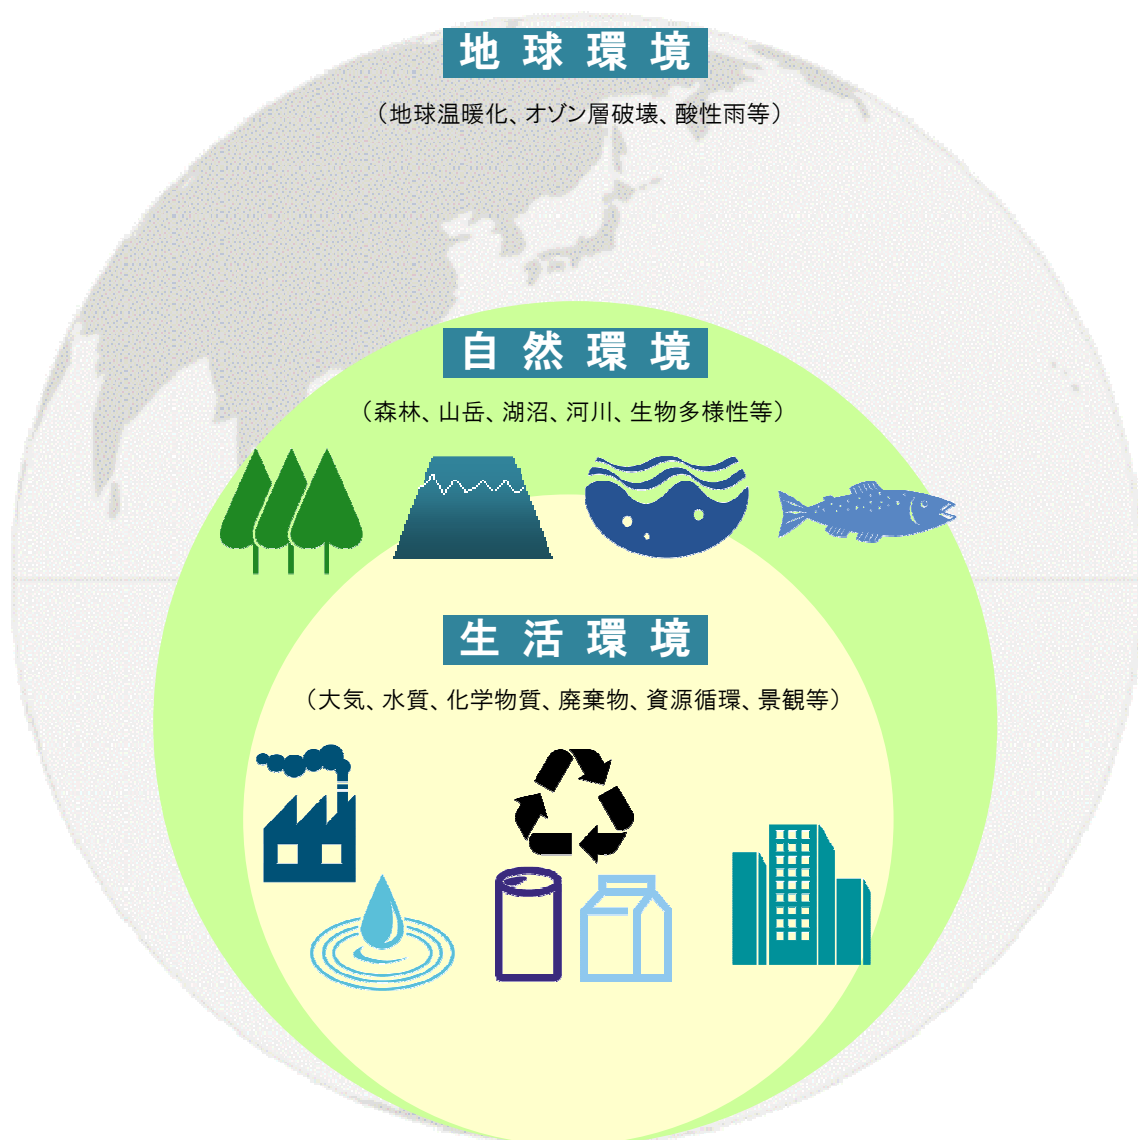 地球環境
（地球温暖化、オゾン層破壊、酸性雨等）
自然環境
（森林、山岳、湖沼、河川、生物多様性等）
生活環境
（大気、水質、化学物質、廃棄物、資源循環、景観等）